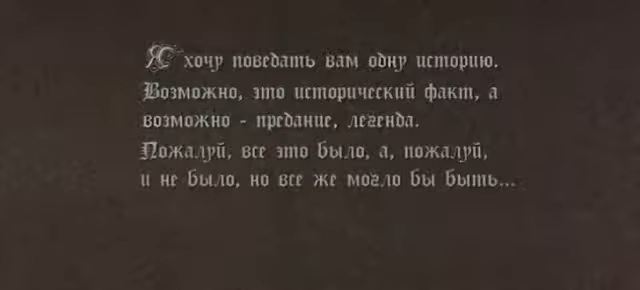 Я хочу поведать вам одну историю.
Возможно, это исторический факт, а
возможно - предание, легенда.
Пожалуй, все это было, а, пожалуй,
и не было, но все же могло бы быть...